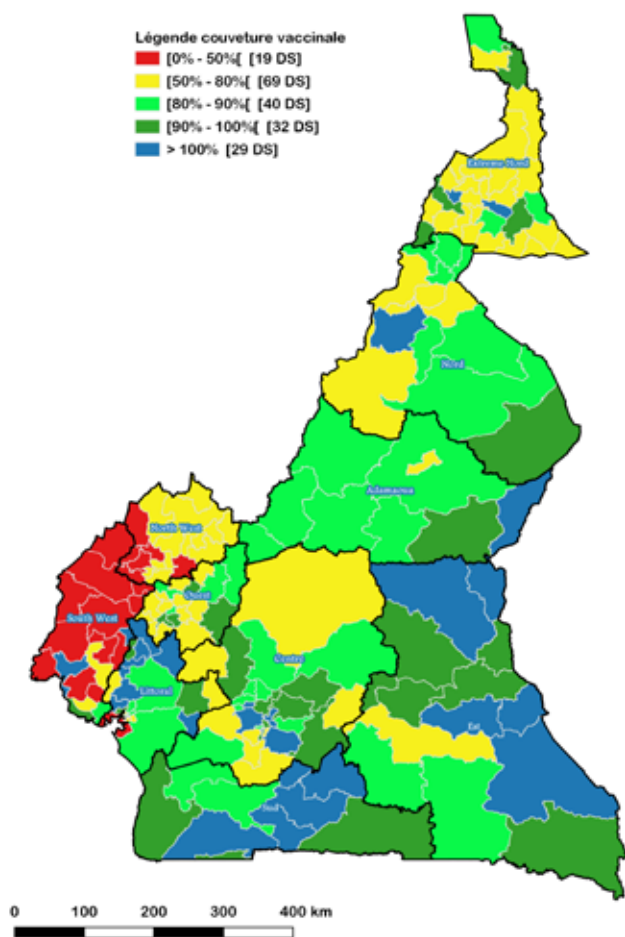 Légende couveture vaccinale
[0% - 50%[ [19 DS]
[50% - 80%[ [69 DS]
[80% - 90%[ [40 DS]
[90% - 100%[ [32 DS]
> 100% [29 DS]
Extreme Nord
Nord
Adamaoua
North West
Ouest
South West
Centre
Littoral
Est
Sud
0 100 200 300 400 km